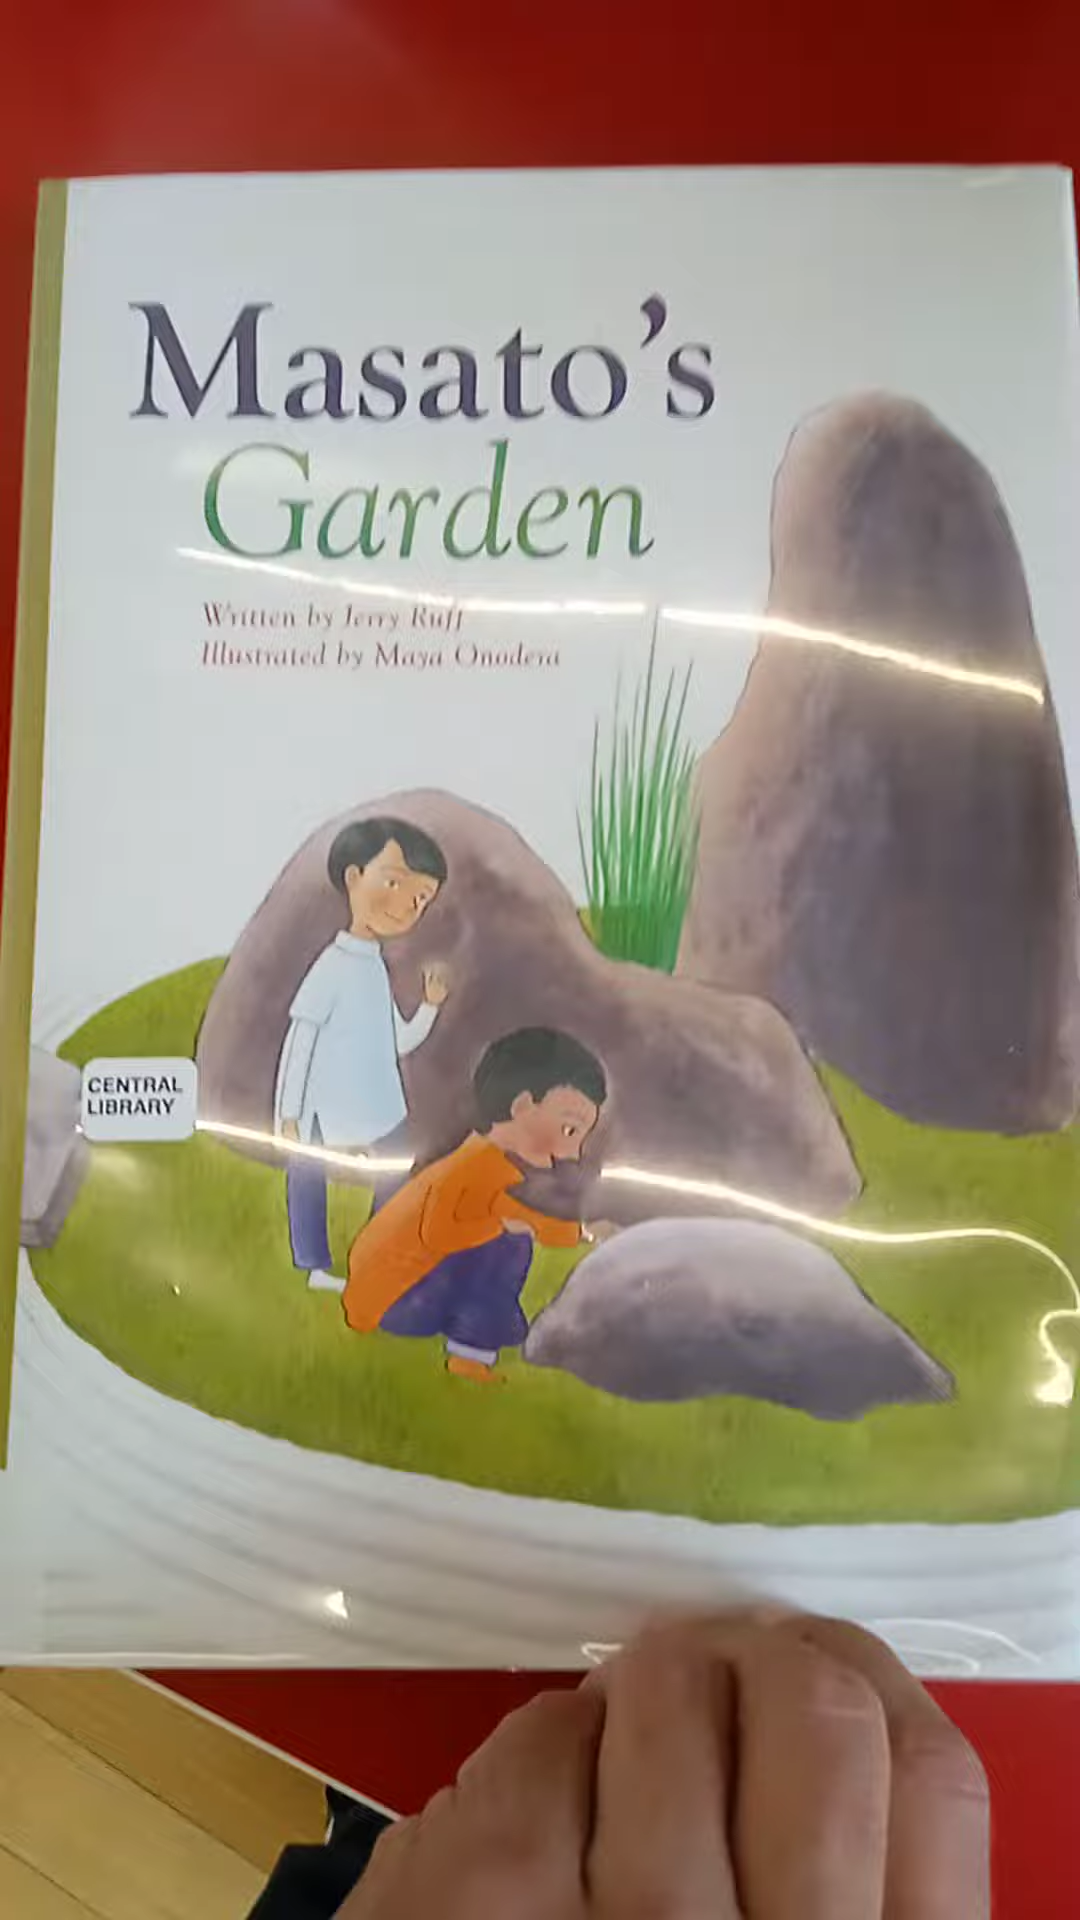 Masato's
Garden
Written by Jerry Ruff
Illustrated by Maya Onodera
CENTRAL
LIBRARY